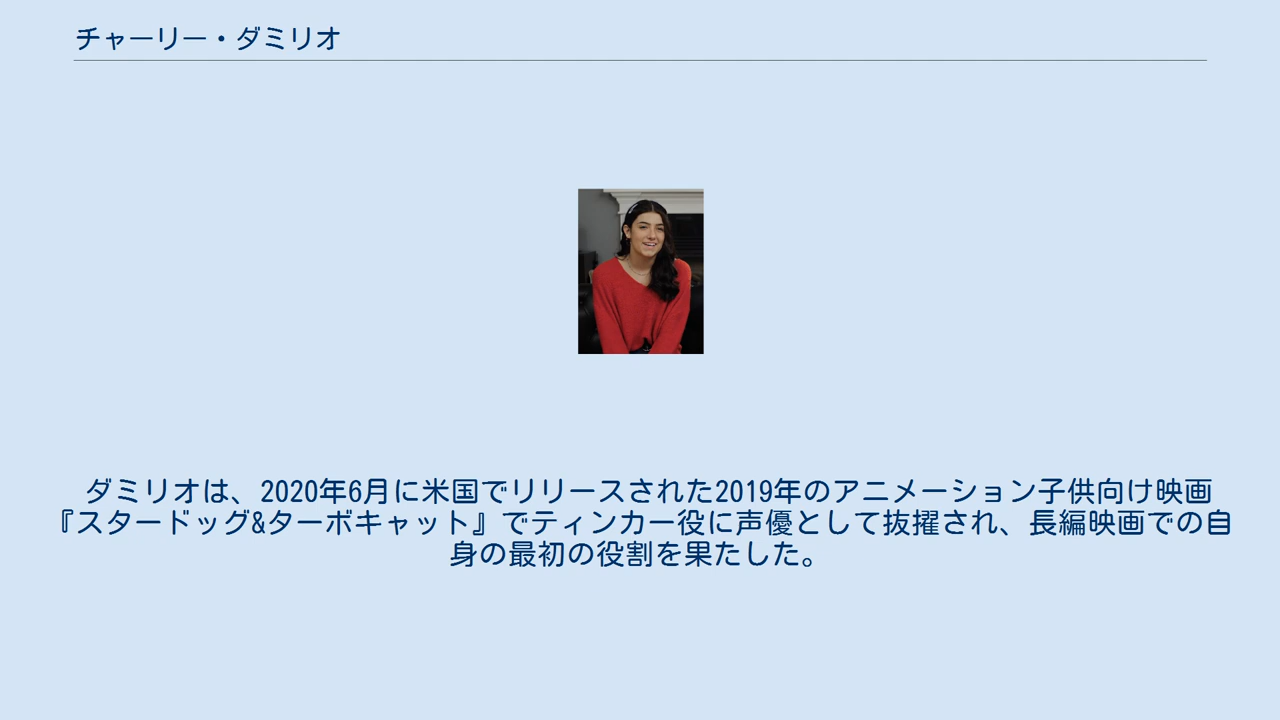 チャーリー・ダミリオ
ダミリオは、2020年6月に米国でリリースされた2019年のアニメーション子供向け映画
『スタードッグ&ターボキャット』でティンカー役に声優として抜擢され、長編映画での自
身の最初の役割を果たした。